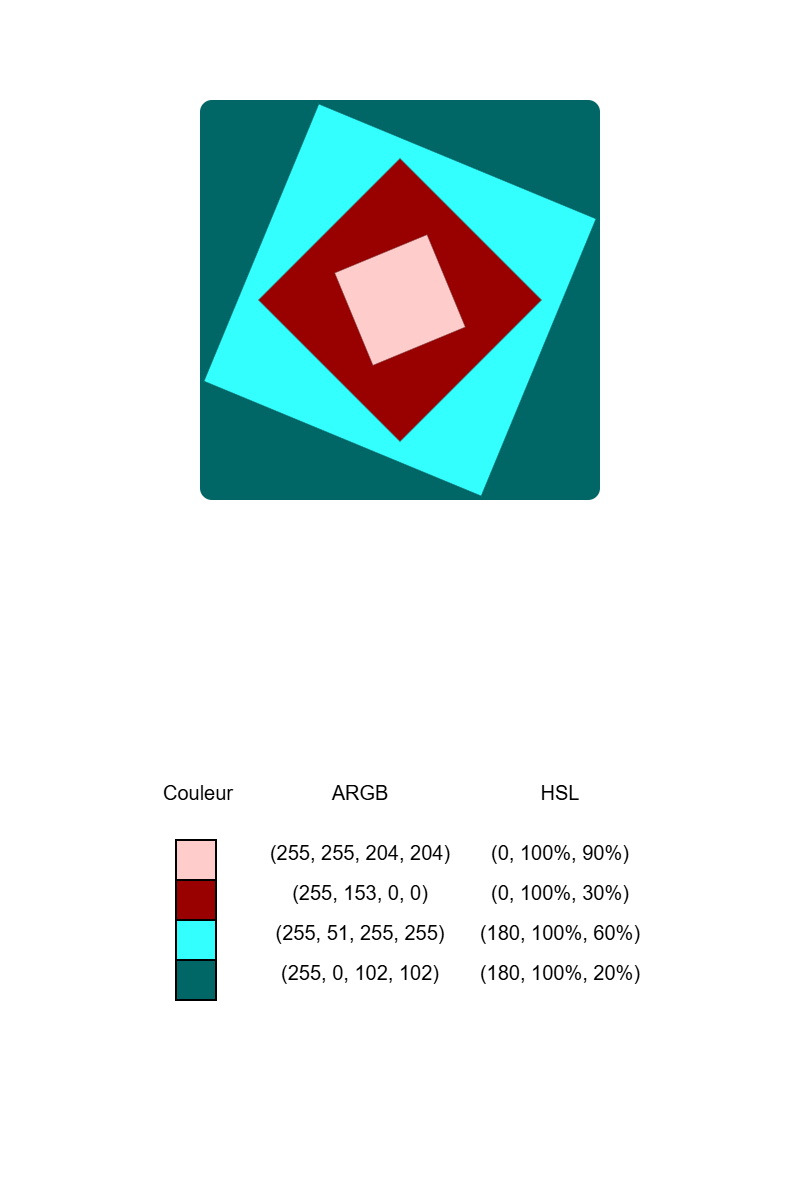 Couleur ARGB HSL
(255, 255, 204, 204) (0, 100%, 90%)
(255, 153, 0, 0) (0, 100%, 30%)
(255, 51, 255, 255) (180, 100%, 60%)
(255, 0, 102, 102) (180, 100%, 20%)